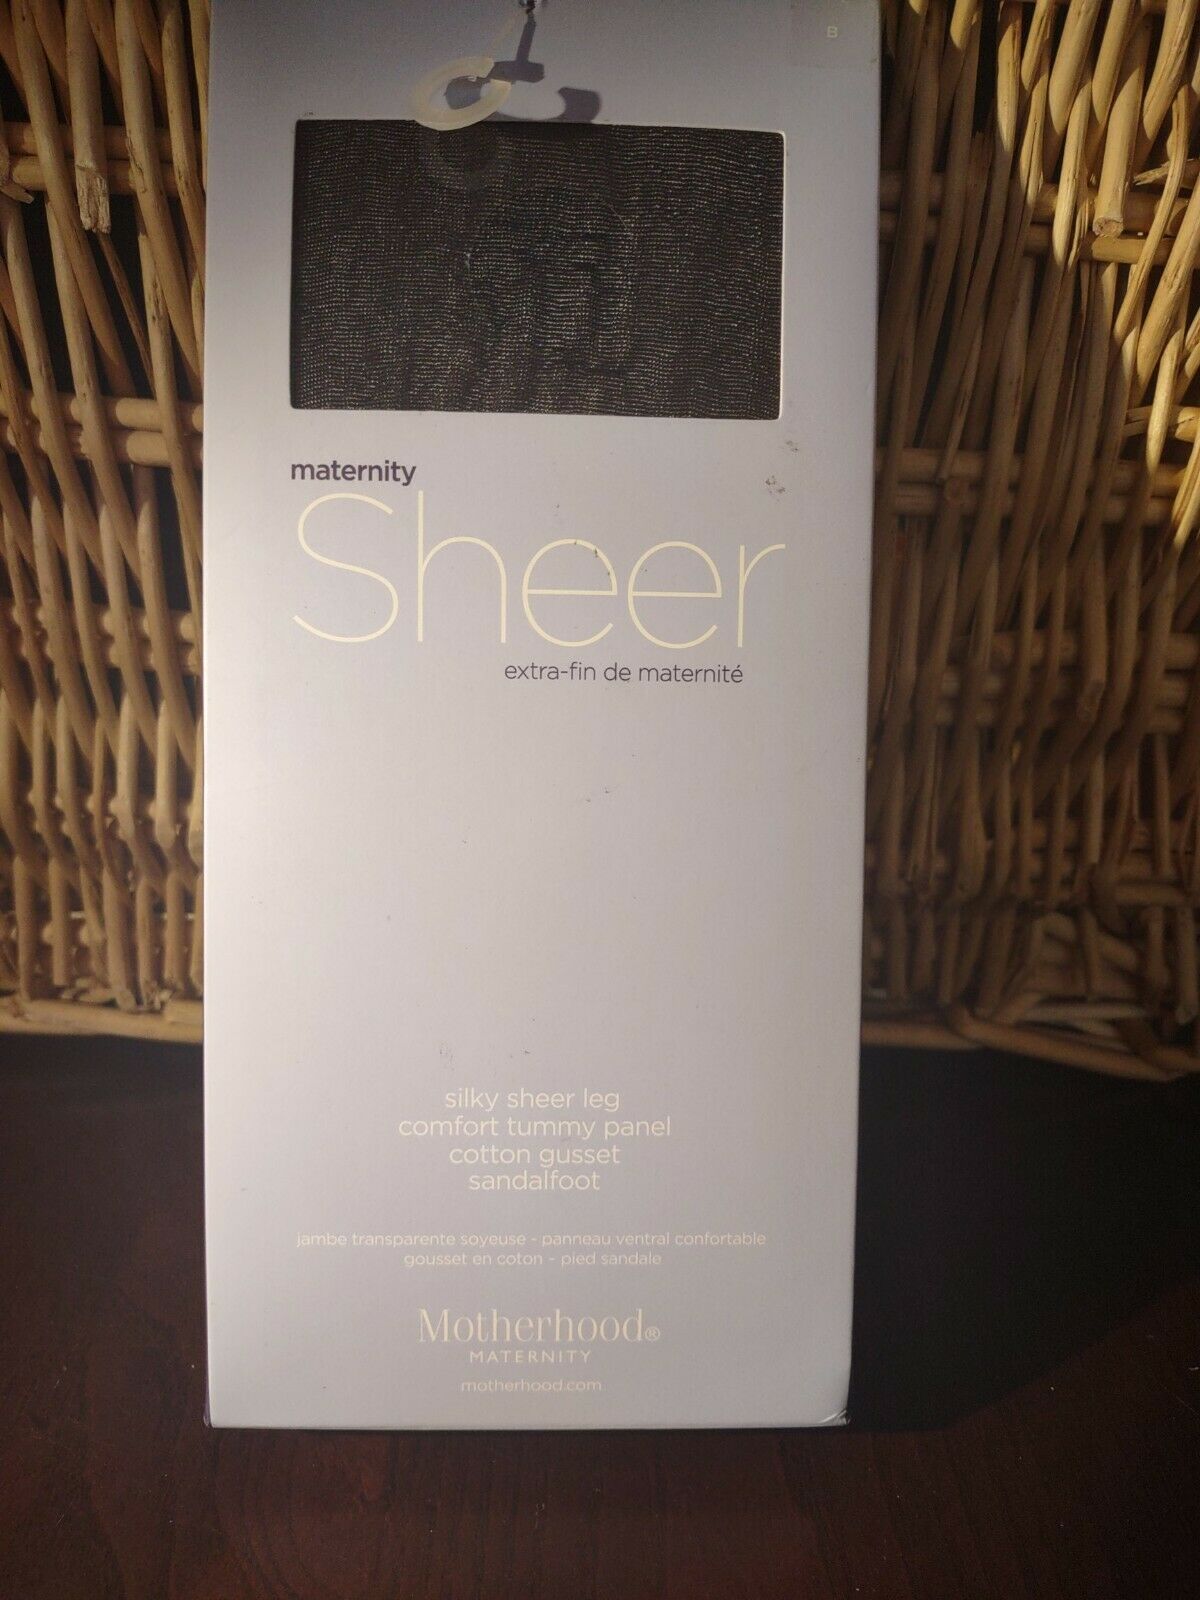 B
maternity
Sheer
extra-fin de maternité
silky sheer leg
comfort tummy panel
cotton gusset
sandalfoot
jambe transparente soyeuse - panneau ventral confortable
gousset en coton - pied sandale
Motherhood®
MATERNITY
motherhood.com